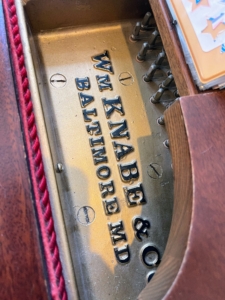 WM KNABE & Co
BALTIMORE MD